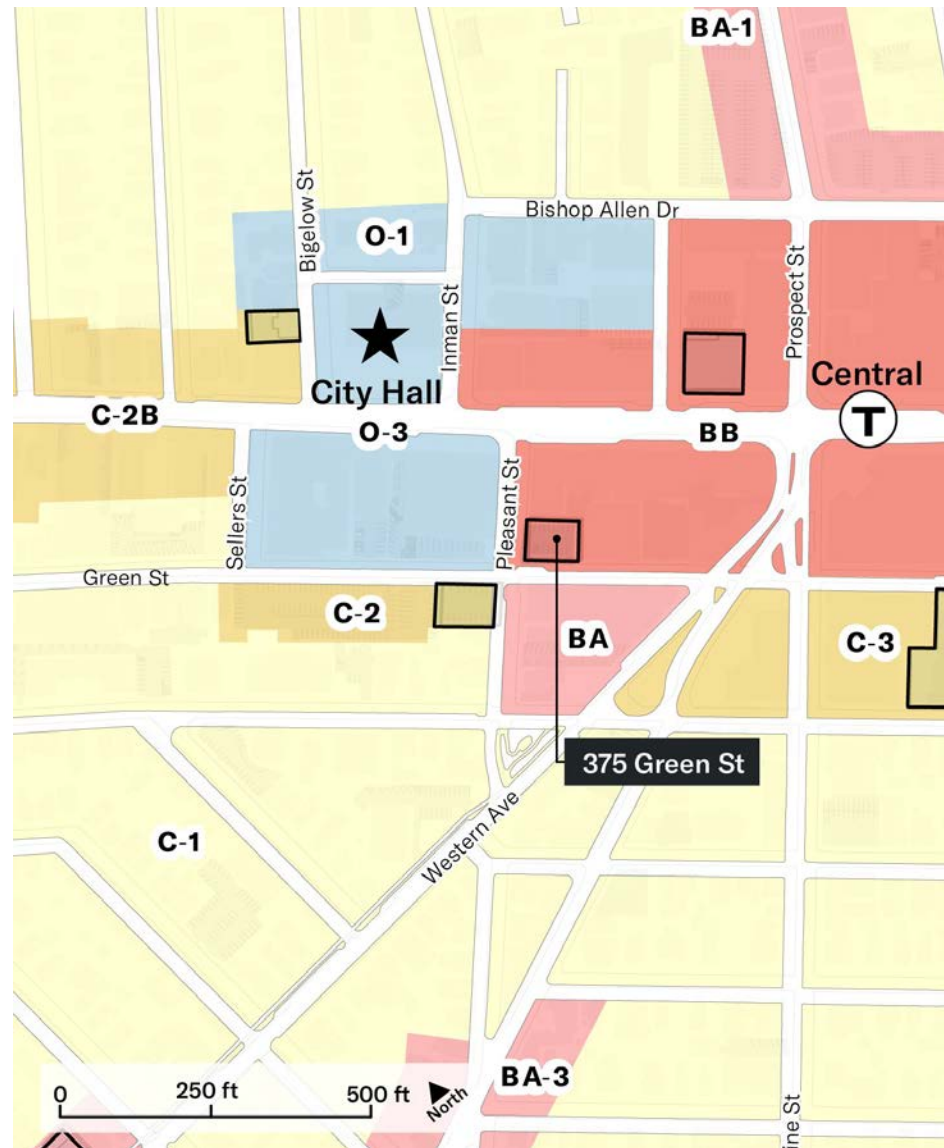 BA-1
Bishop Allen Dr
Bigelow St
O-1
Inman St
Prospect St
City Hall
Central
T
C-2B
O-3
BB
Sellers St
Pleasant St
Green St
C-2
BA
C-3
375 Green St
Western Ave
C-1
BA-3
0 250 ft 500 ft
North
ine St